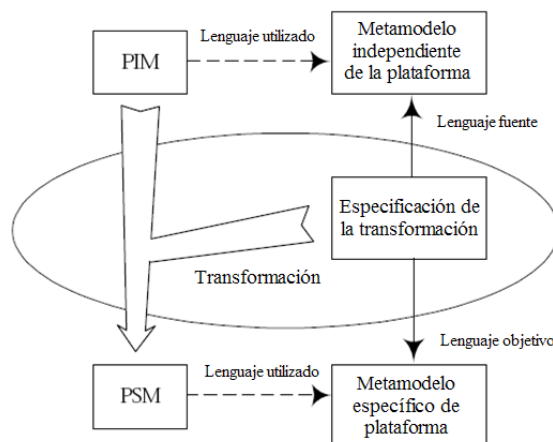 PIM
Lenguaje utilizado
Metamodelo
independiente
de la plataforma
Lenguaje fuente
Especificación de
la transformación
Transformación
Lenguaje objetivo
PSM
Lenguaje utilizado
Metamodelo
específico de
plataforma